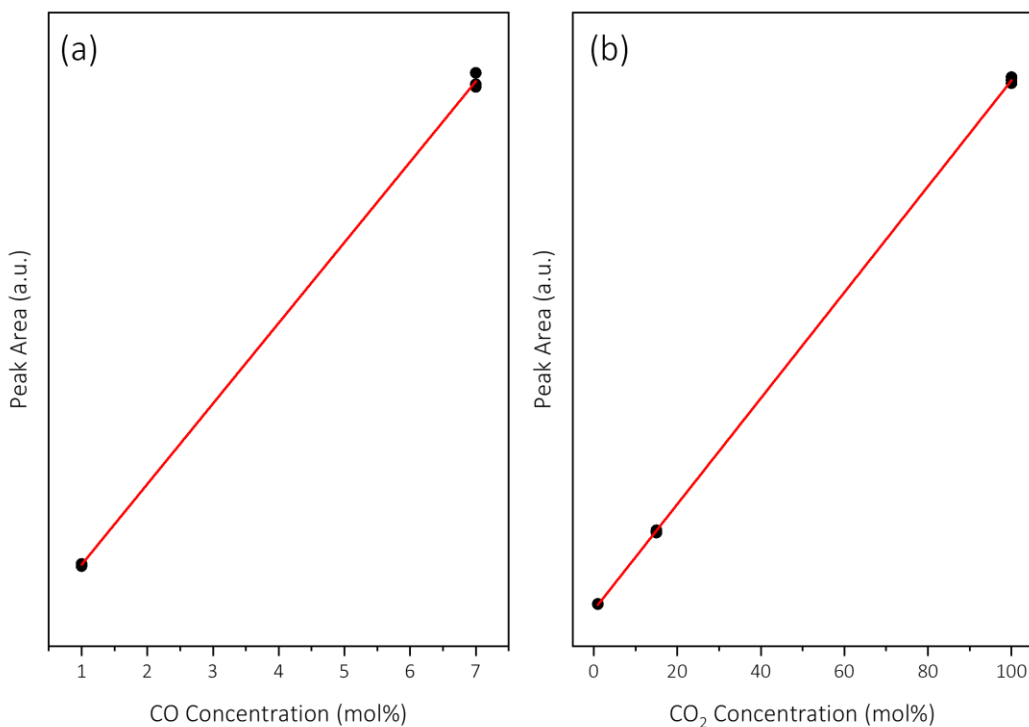 (a)
Peak Area (a.u.)
1 2 3 4 5 6 7
CO Concentration (mol%)
(b)
Peak Area (a.u.)
0 20 40 60 80 100
CO₂ Concentration (mol%)